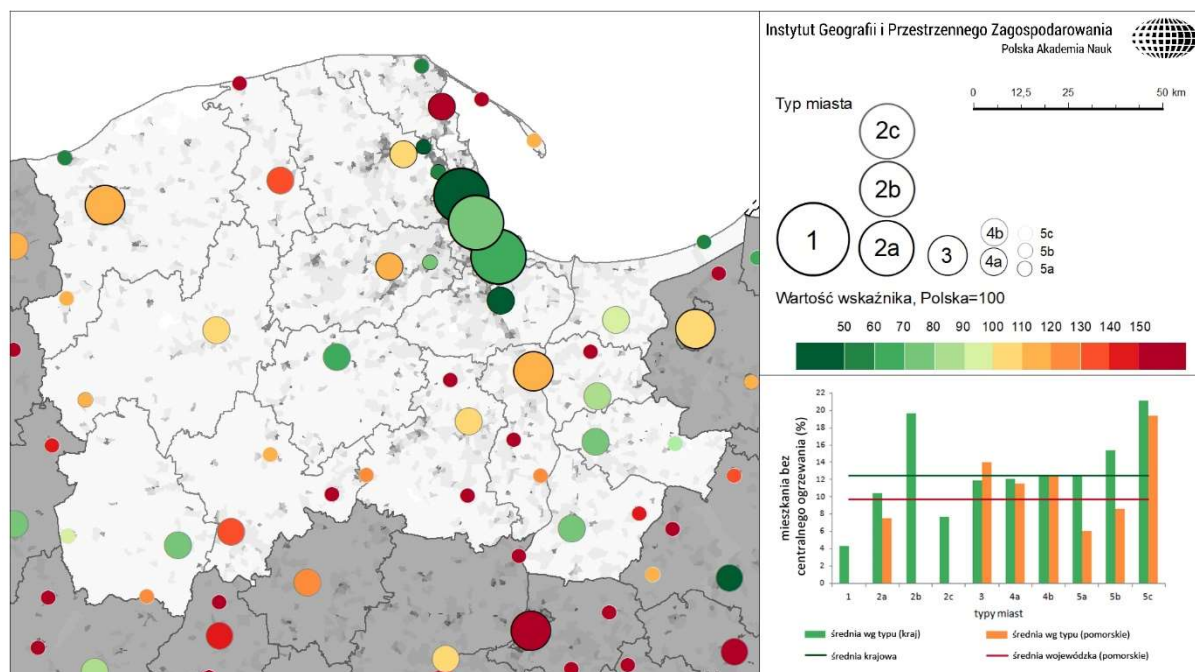 Instytut Geografii i Przestrzennego Zagospodarowania
Polska Akademia Nauk
0 12,5 25 50 km
Typ miasta
2c
2b
1 2a 3 4b 5c
4a 5b
5a
Wartość wskaźnika, Polska=100
50 60 70 80 90 100 110 120 130 140 150
mieszkania bez
centralnego ogrzewania (%)
22
20
18
16
14
12
10
8
6
4
2
0
1 2a 2b 2c 3 4a 4b 5a 5b 5c
typy miast
średnia wg typu (kraj) średnia wg typu (pomorskie)
średnia krajowa średnia wojewódzka (pomorskie)